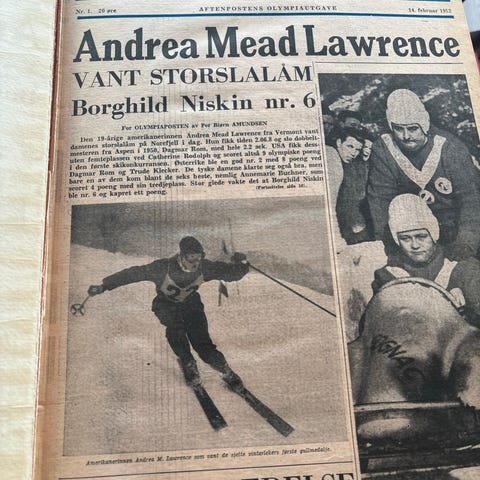 Nr. 1. 20 øre
AFTENPOSTENS OLYMPIAUTGAVE
14. februar 1952
Andrea Mead Lawrence
VANT STORSLALÅM
Borghild Niskin nr. 6
For OLYMPIAPOSTEN av Per Bjørn AMUNDSEN
Den 19-årige amerikanerinnen Andrea Mead Lawrence fra Vermont vant
damenes storslalåm på Norefjell i dag. Hun fikk tiden 2.06.8 og slo dobbelt
mesteren fra Aspen i 1950, Dagmar Rom, med hele 2.2 sek. USA fikk dess-
uten femteplassen ved Catherine Rodolph og scoret altså 9 olympiske poeng
i den første skikonkurransen. Østerrike ble en god nr. 2 med 8 poeng ved
Dagmar Rom og Trude Klecker. De tyske damene klarte seg også bra, men
bare en av dem kom blant de seks beste, nemlig Annemarie Buchner, som
scoret 4 poeng med sin tredjeplass. Stor glede vakte det at Borghild Niskin
ble nr. 6 og kapret ett poeng.
(Fortsettelse side 10).
Amerikanerinnen Andrea M. Lawrence som vant de sjette vinterlekers første gullmedalje.